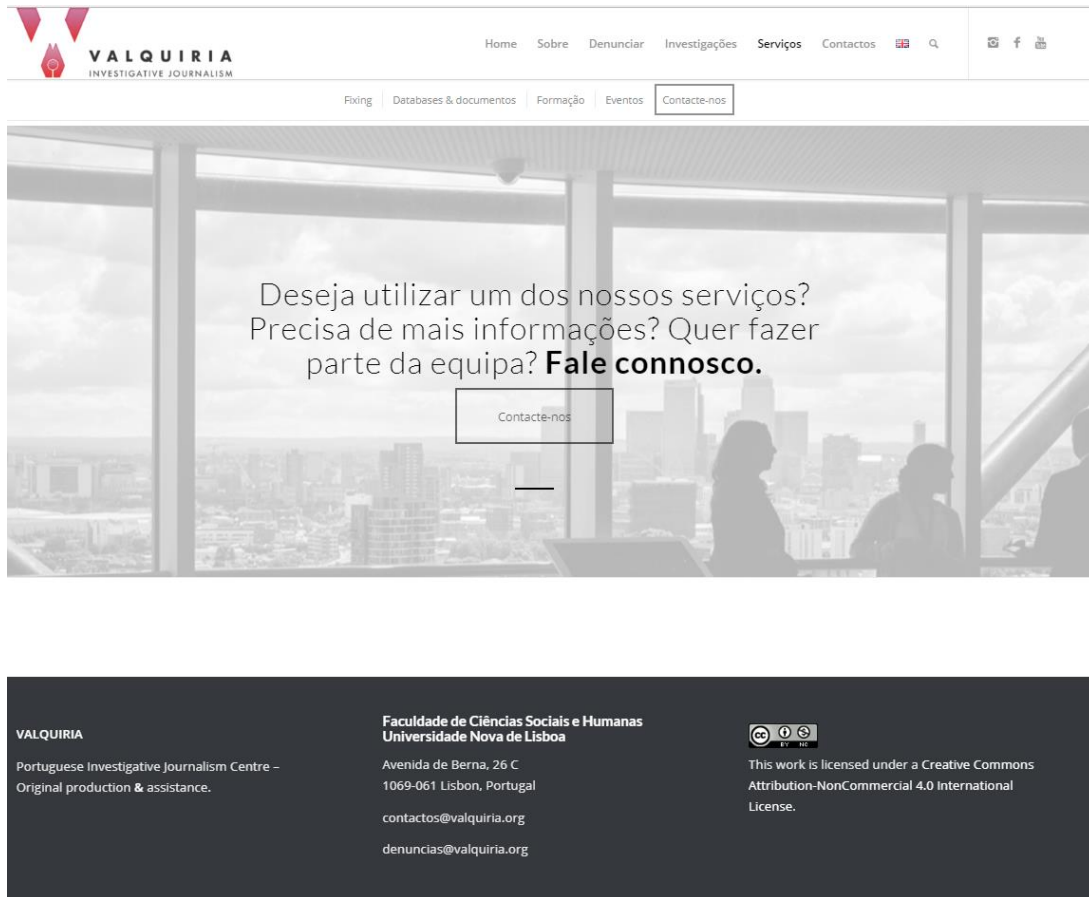 VALQUIRIA
INVESTIGATIVE JOURNALISM
Home Sobre Denunciar Investigações Serviços Contactos
Fixing Databases & documentos Formação Eventos Contacte-nos
Deseja utilizar um dos nossos serviços?
Precisa de mais informações? Quer fazer
parte da equipa? Fale connosco.
Contacte-nos
VALQUIRIA
Portuguese Investigative Journalism Centre –
Original production & assistance.
Faculdade de Ciências Sociais e Humanas
Universidade Nova de Lisboa
Avenida de Berna, 26 C
1069-061 Lisbon, Portugal
contactos@valquiria.org
denuncias@valquiria.org
cc BY NC
This work is licensed under a Creative Commons
Attribution-NonCommercial 4.0 International
License.